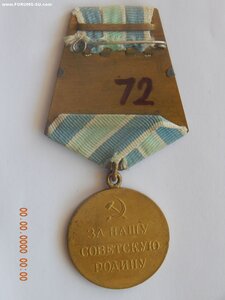 www.FORUMS-SU.com
72
ЗА НАШУ
СОВЕТСКУЮ
РОДИНУ
00:00 0000 00 00